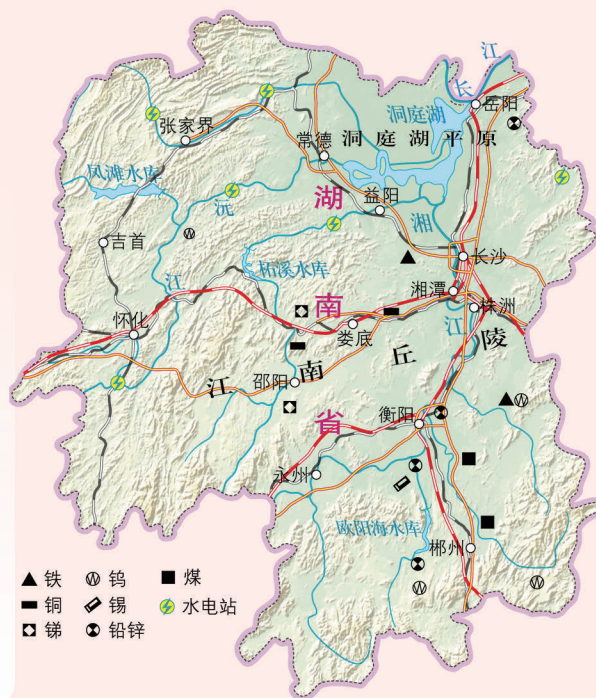 长
江
岳阳
洞庭湖
洞庭湖平原
张家界
常德
凤滩水库
沅
江
湖
南
省
益阳
湘
江
吉首
长沙
柘溪水库
湘潭
株洲
怀化
娄底
江
南
丘
陵
邵阳
衡阳
永州
欧阳海水库
郴州
铁
钨
煤
铜
锡
水电站
锑
铅锌